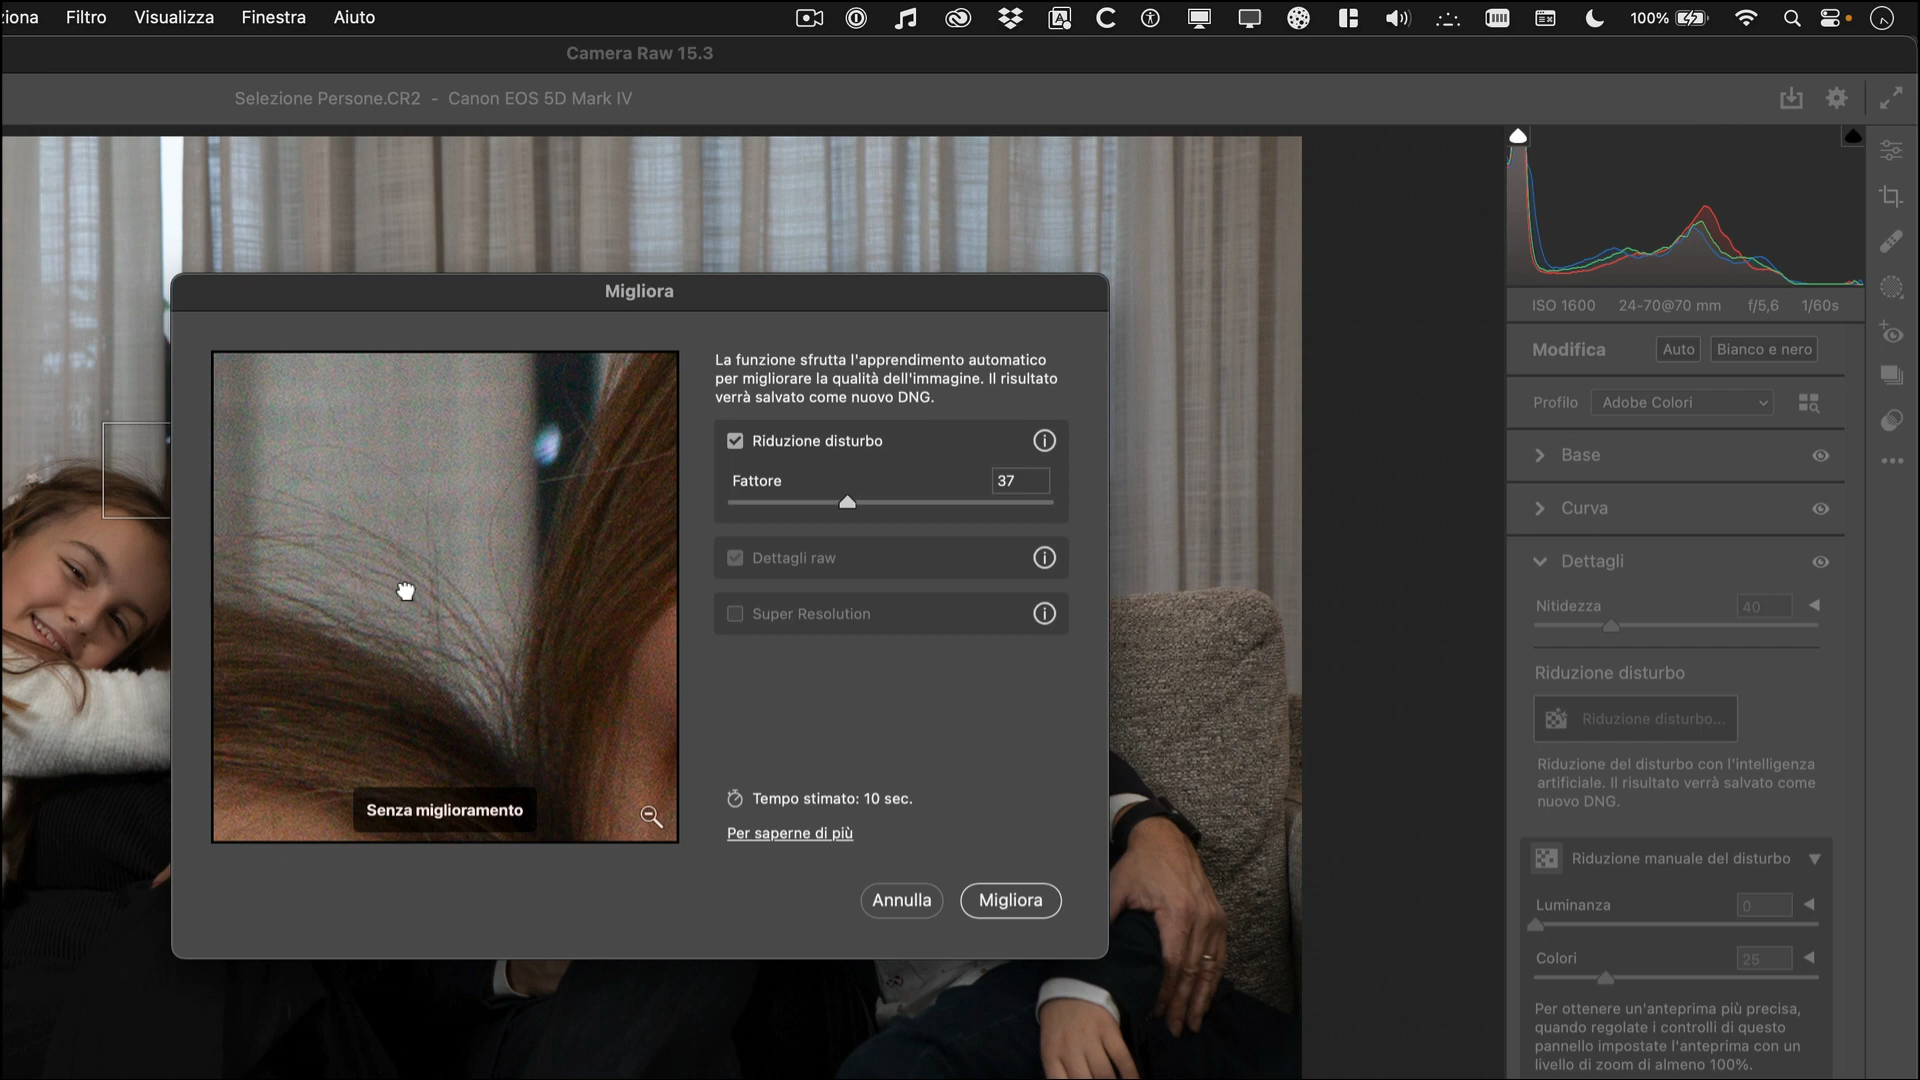 Filtro Visualizza Finestra Aiuto
100%
Camera Raw 15.3
Selezione Persone.CR2 - Canon EOS 5D Mark IV
ISO 1600 24-70@70 mm f/5,6 1/60s
Modifica Auto Bianco e nero
Profilo Adobe Colori
Base
Curva
Dettagli
Nitidezza 40
Riduzione disturbo
Riduzione disturbo...
Riduzione del disturbo con l'intelligenza
artificiale. Il risultato verrà salvato come
nuovo DNG.
Riduzione manuale del disturbo
Luminanza 0
Colori 25
Per ottenere un'anteprima più precisa,
quando regolate i controlli di questo
pannello impostate l'anteprima con un
livello di zoom di almeno 100%.
Migliora
La funzione sfrutta l'apprendimento automatico
per migliorare la qualità dell'immagine. Il risultato
verrà salvato come nuovo DNG.
Riduzione disturbo
Fattore 37
Dettagli raw
Super Resolution
Senza miglioramento
Tempo stimato: 10 sec.
Per saperne di più
Annulla Migliora